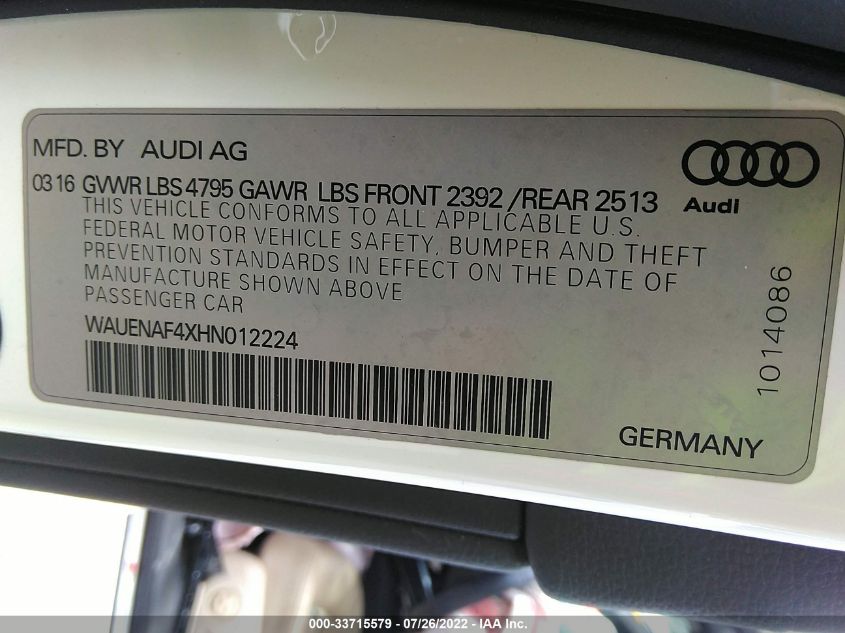 MFD. BY AUDI AG
Audi
0316 GVWR LBS 4795 GAWR LBS FRONT 2392 /REAR 2513
THIS VEHICLE CONFORMS TO ALL APPLICABLE U.S.
FEDERAL MOTOR VEHICLE SAFETY, BUMPER AND THEFT
PREVENTION STANDARDS IN EFFECT ON THE DATE OF
MANUFACTURE SHOWN ABOVE
PASSENGER CAR
WAUENAF4XHN012224
1014086
GERMANY
000-33715579 - 07/26/2022 - IAA Inc.